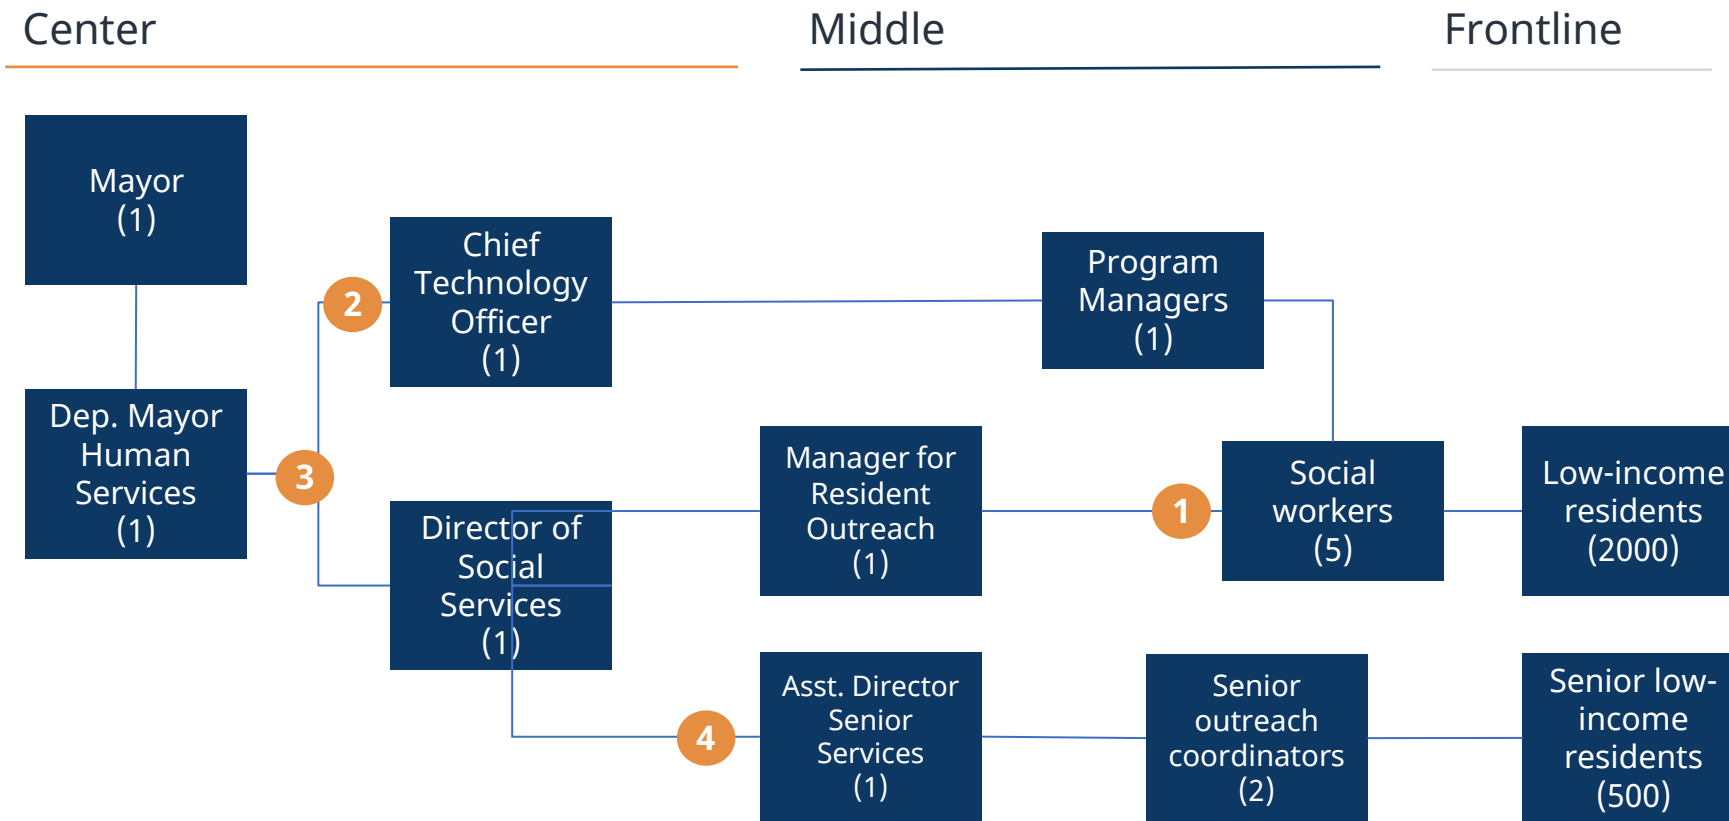 Center
Middle
Frontline
Mayor
(1)
Chief
Technology
Officer
(1)
Program
Managers
(1)
2
Dep. Mayor
Human
Services
(1)
3
Director of
Social
Services
(1)
Manager for
Resident
Outreach
(1)
1
Social
workers
(5)
Low-income
residents
(2000)
4
Asst. Director
Senior
Services
(1)
Senior
outreach
coordinators
(2)
Senior low-
income
residents
(500)